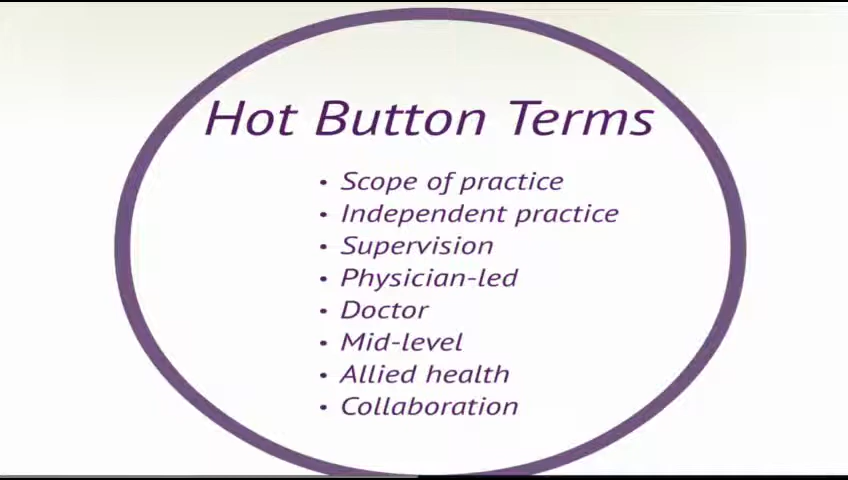 Hot Button Terms
• Scope of practice
• Independent practice
• Supervision
• Physician-led
• Doctor
• Mid-level
• Allied health
• Collaboration